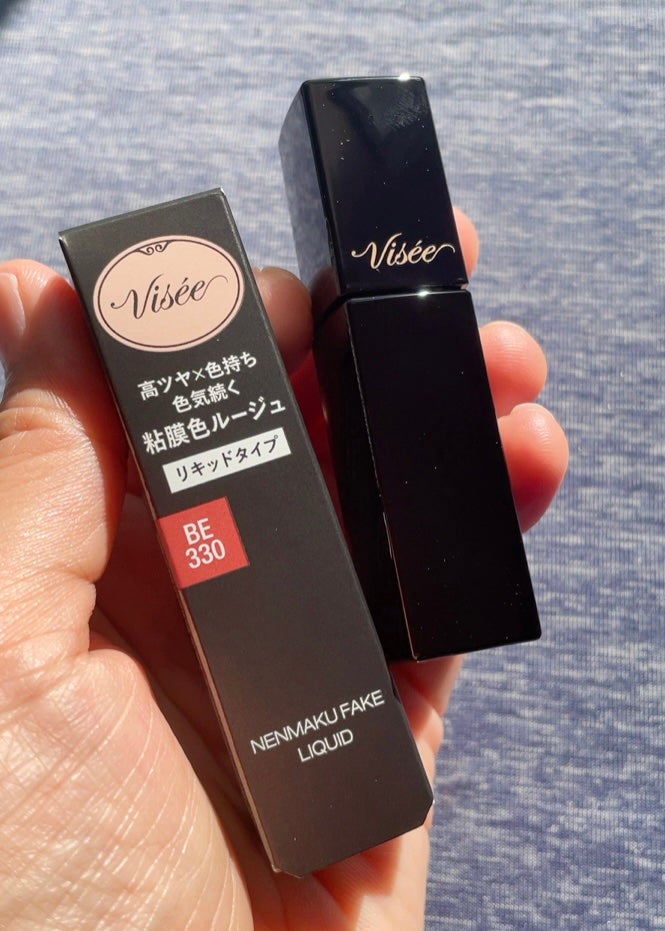 Visée
高ツヤ×色持ち
色気続く
粘膜色ルージュ
リキッドタイプ
BE
330
NENMAKU FAKE
LIQUID
Visée